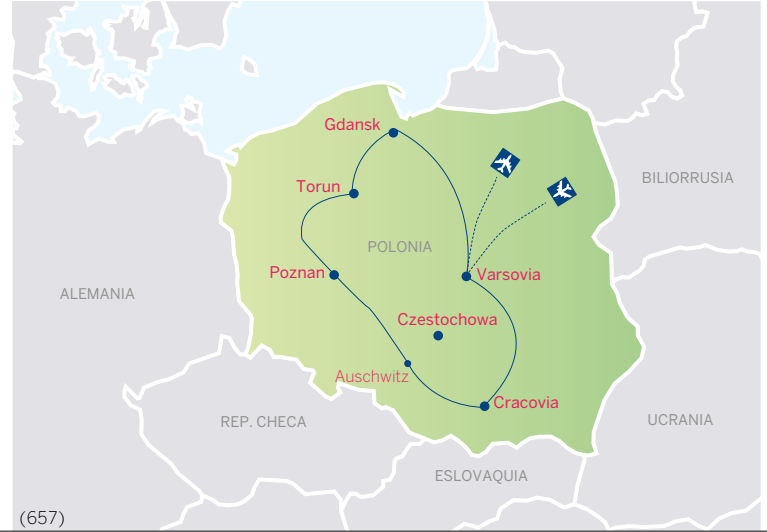 Gdansk
BILIORRUSIA
Torun
POLONIA
Poznan
Varsovia
ALEMANIA
Czestochowa
Auschwitz
Cracovia
REP. CHECA
UCRANIA
ESLOVAQUIA
(657)